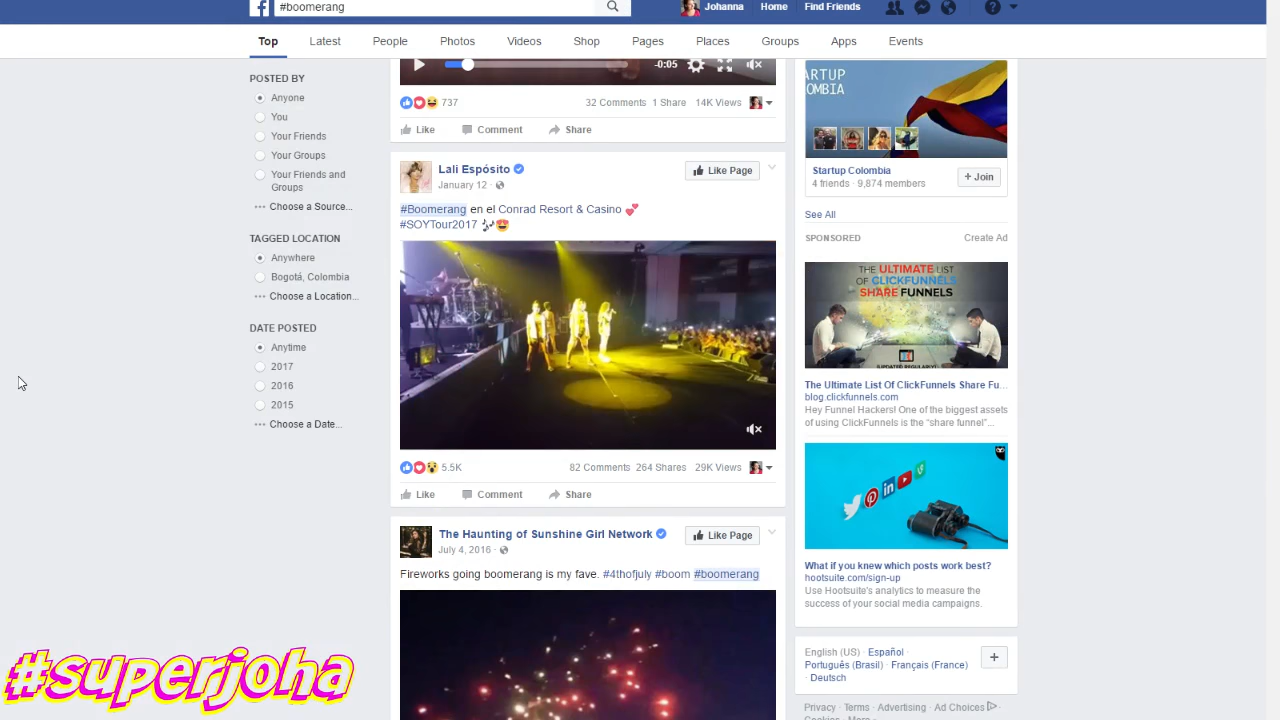 #boomerang
Johanna
Home
Find Friends
Top
Latest
People
Photos
Videos
Shop
Pages
Places
Groups
Apps
Events
POSTED BY
Anyone
You
Your Friends
Your Groups
Your Friends and
Groups
Choose a Source...
TAGGED LOCATION
Anywhere
Bogotá, Colombia
Choose a Location...
DATE POSTED
Anytime
2017
2016
2015
Choose a Date...
-0:05
737
32 Comments 1 Share 14K Views
Like
Comment
Share
Lali Espósito
Like Page
January 12
#Boomerang en el Conrad Resort & Casino
#SOYTour2017
5.5K
82 Comments 264 Shares 29K Views
Like
Comment
Share
The Haunting of Sunshine Girl Network
Like Page
July 4, 2016
Fireworks going boomerang is my fave. #4thofjuly #boom #boomerang
Startup Colombia
4 friends · 9,874 members
+ Join
See All
SPONSORED
Create Ad
THE ULTIMATE LIST
OF CLICKFUNNELS
SHARE FUNNELS
The Ultimate List Of ClickFunnels Share Fu...
blog.clickfunnels.com
Hey Funnel Hackers! One of the biggest assets
of using ClickFunnels is the “share funnel”...
What if you knew which posts work best?
hootsuite.com/sign-up
Use Hootsuite's analytics to measure the
success of your social media campaigns.
English (US) · Español ·
Português (Brasil) · Français (France)
· Deutsch
Privacy · Terms · Advertising · Ad Choices
#superjoha